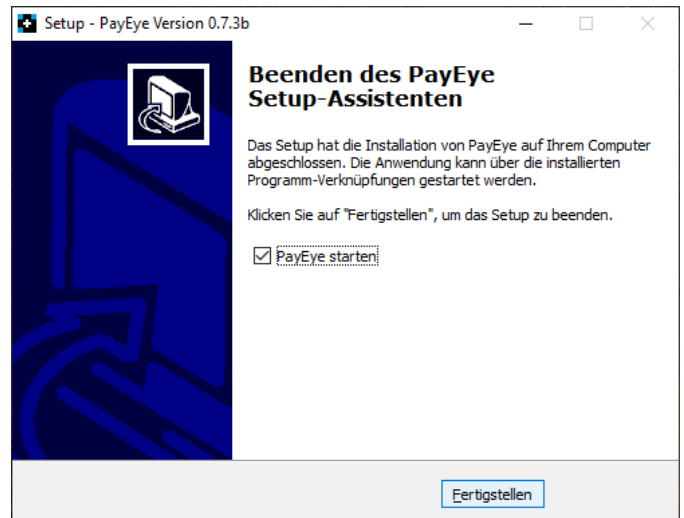 Setup - PayEye Version 0.7.3b
Beenden des PayEye
Setup-Assistenten
Das Setup hat die Installation von PayEye auf Ihrem Computer
abgeschlossen. Die Anwendung kann über die installierten
Programm-Verknüpfungen gestartet werden.
Klicken Sie auf "Fertigstellen", um das Setup zu beenden.
PayEye starten
Fertigstellen